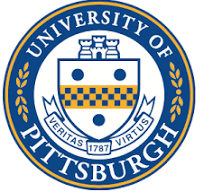 UNIVERSITY OF
PITTSBURGH
VERITAS VIRTUS
1787